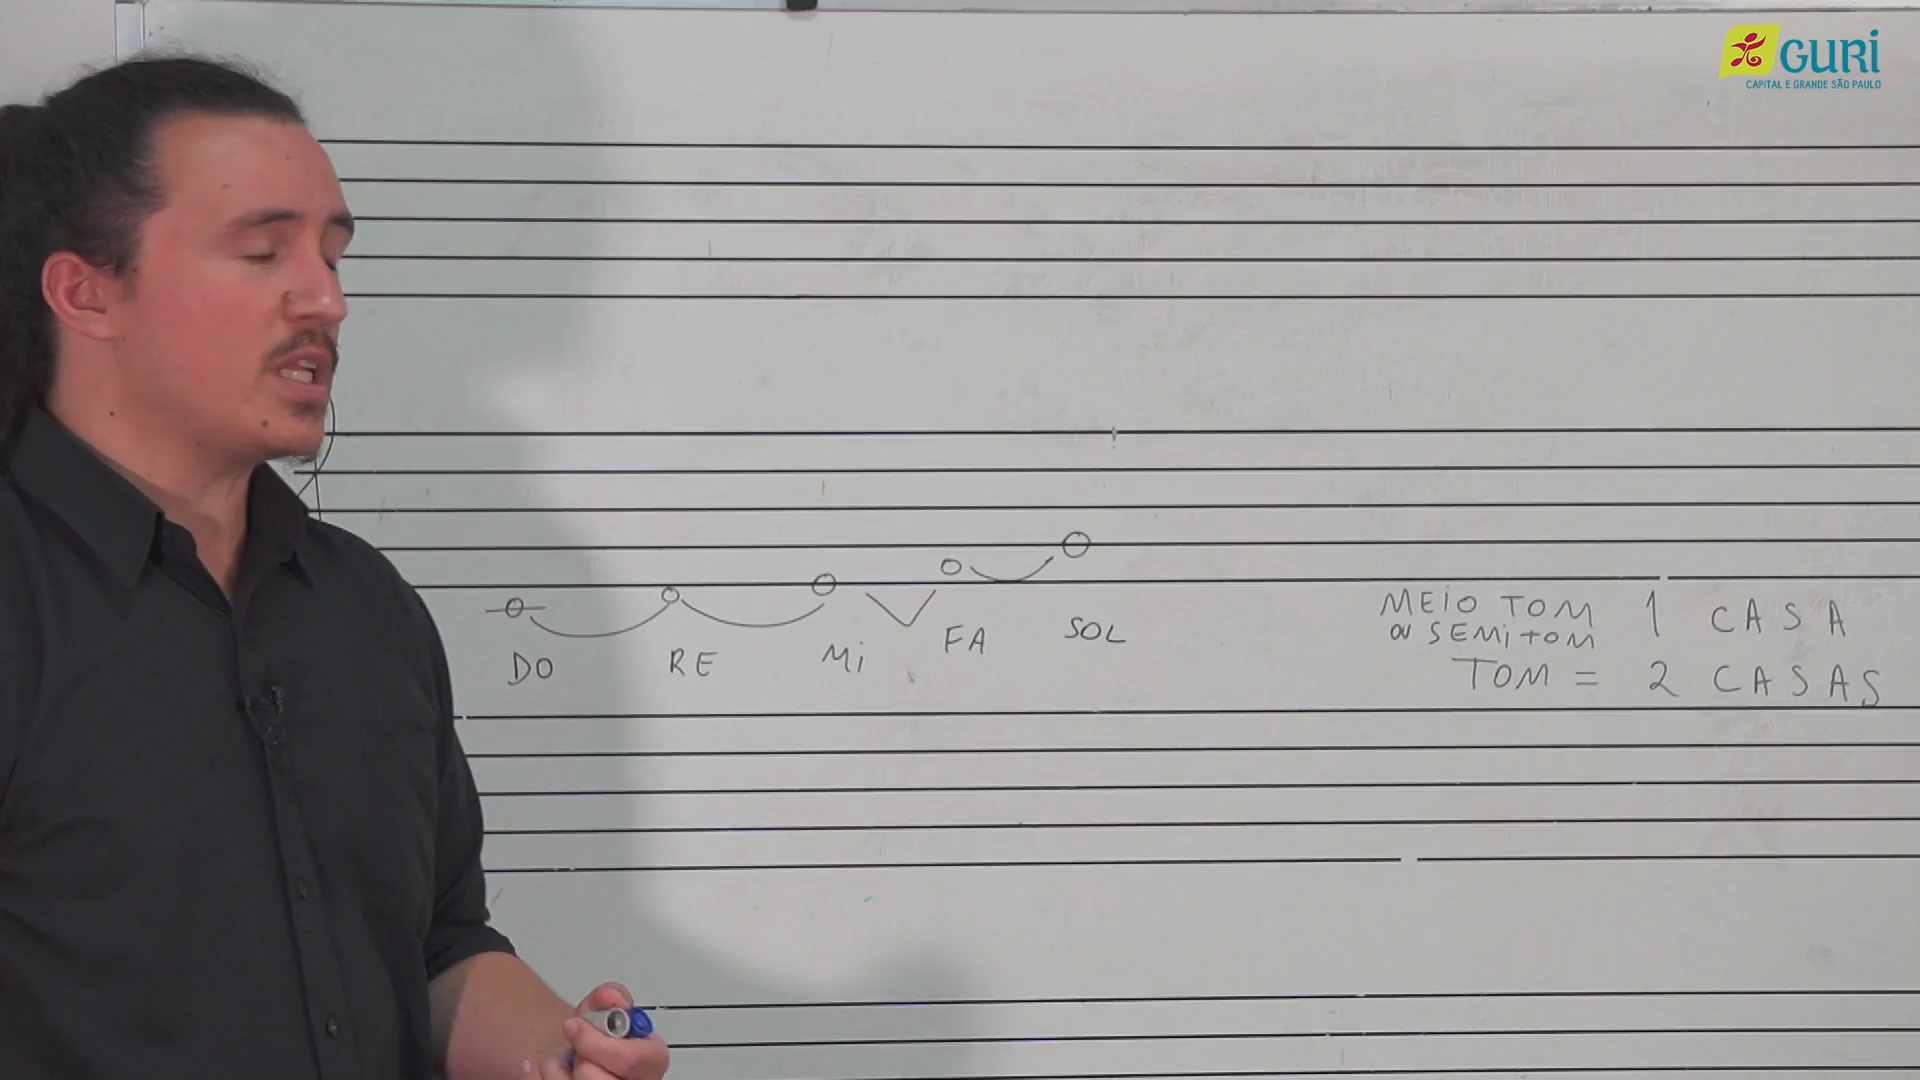 GURI
CAPITAL E GRANDE SÃO PAULO
DO RE Mi FA SOL
MEIO TOM 1 CASA
OU SEMiTOM
TOM = 2 CASAS